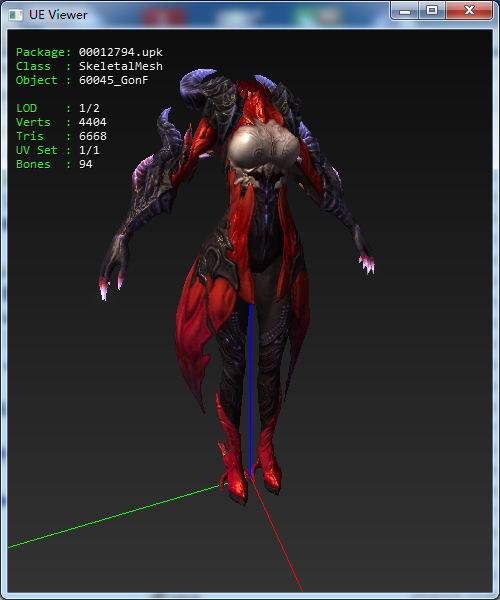 UE Viewer
Package: 00012794.upk
Class : SkeletalMesh
Object : 60045_GonF
LOD : 1/2
Verts : 4404
Tris : 6668
UV Set : 1/1
Bones : 94